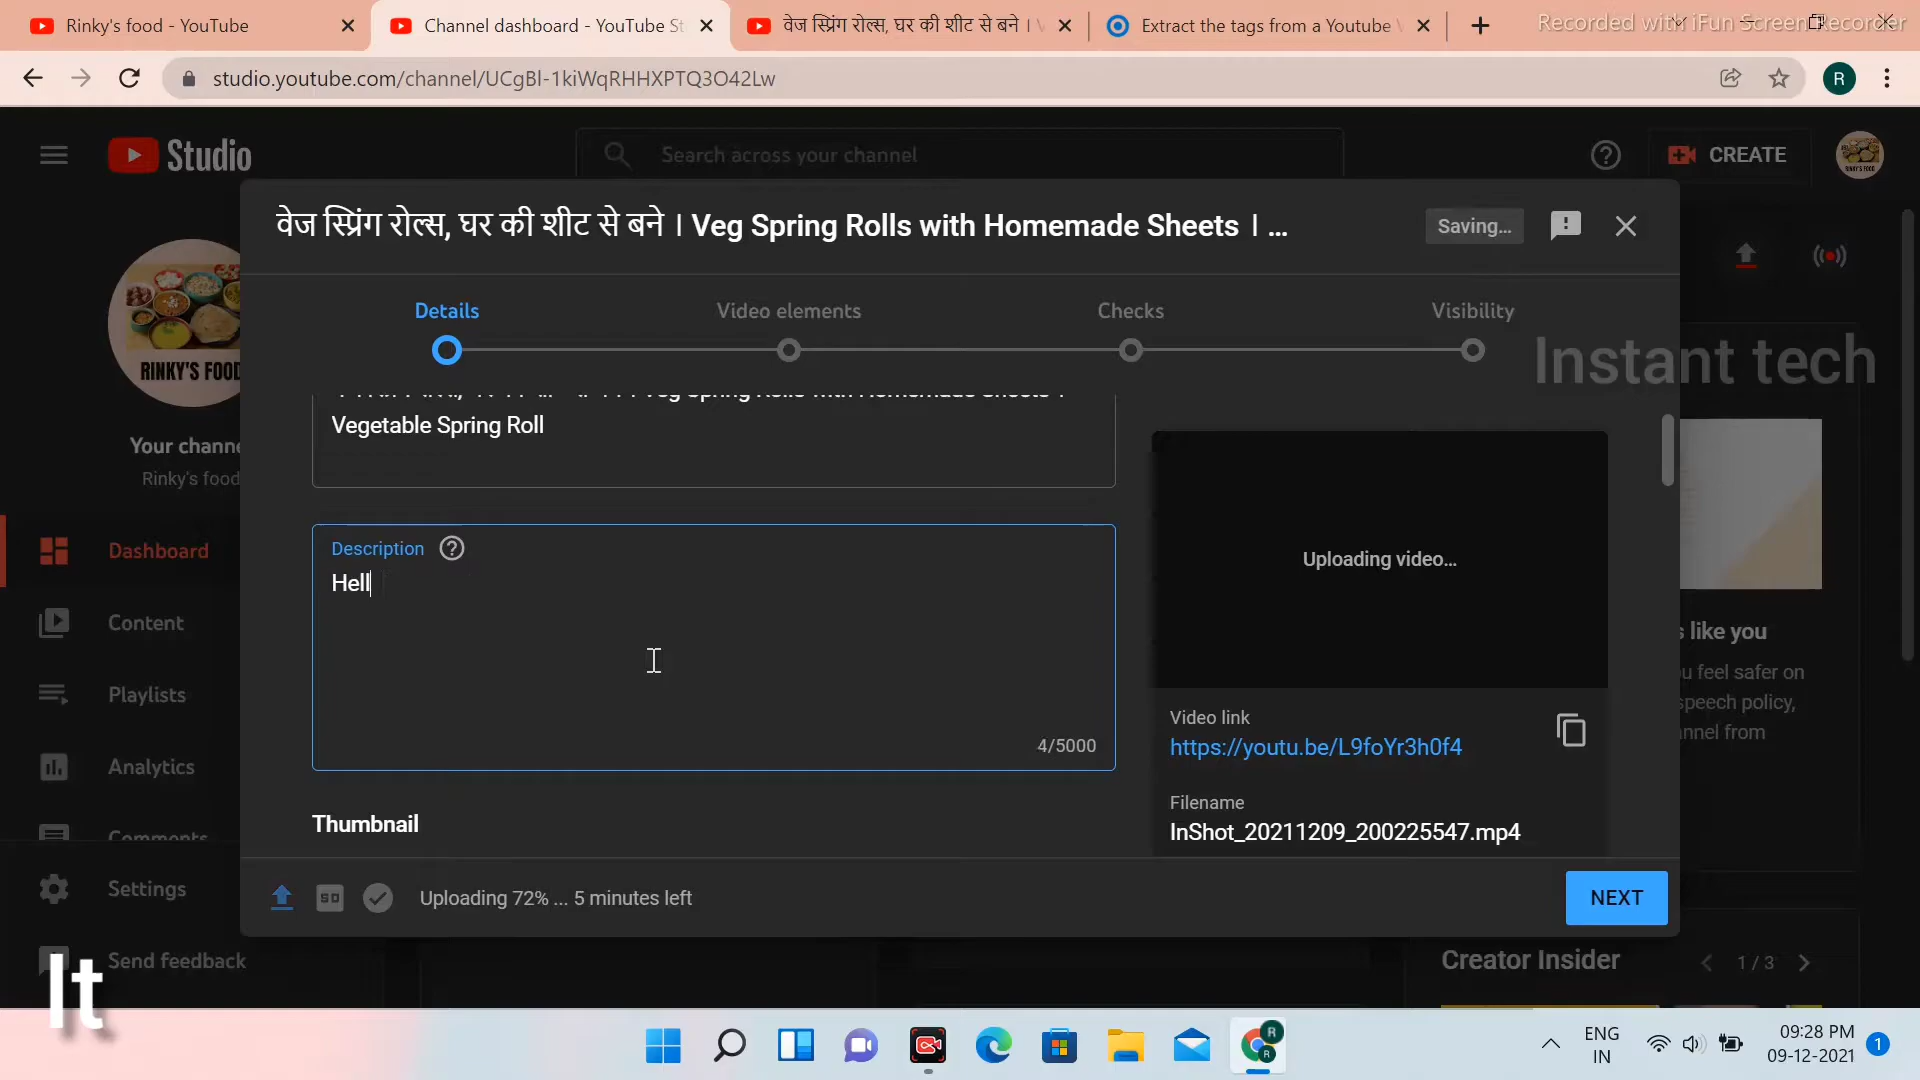 Rinky's food - YouTube
Channel dashboard - YouTube St
वेज स्प्रिंग रोल्स, घर की शीट से बने ।
Extract the tags from a Youtube
Recorded with iFun Screen Recorder
studio.youtube.com/channel/UCgBl-1kiWqRHHXPTQ3O42Lw
R
Studio
Search across your channel
CREATE
वेज स्प्रिंग रोल्स, घर की शीट से बने । Veg Spring Rolls with Homemade Sheets । ...
Saving...
Details
Video elements
Checks
Visibility
Instant tech
RINKY'S FOOD
Your chann
Rinky's food
Vegetable Spring Roll
Description
Hell
4/5000
Thumbnail
Uploading video...
Video link
https://youtu.be/L9foYr3h0f4
Filename
InShot_20211209_200225547.mp4
s like you
u feel safer on
speech policy,
nnel from
Dashboard
Content
Playlists
Analytics
Comments
Settings
Send feedback
Uploading 72% ... 5 minutes left
NEXT
Creator Insider
1 / 3
It
ENG
IN
09:28 PM
09-12-2021
1